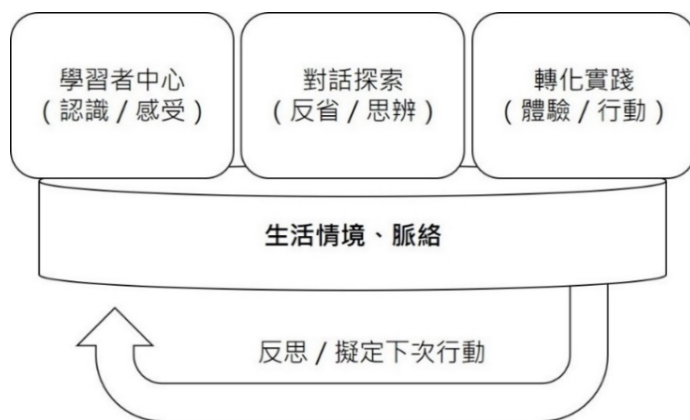 學習者中心
( 認識 / 感受 )
對話探索
( 反省 / 思辨 )
轉化實踐
( 體驗 / 行動 )
生活情境、脈絡
反思 / 擬定下次行動